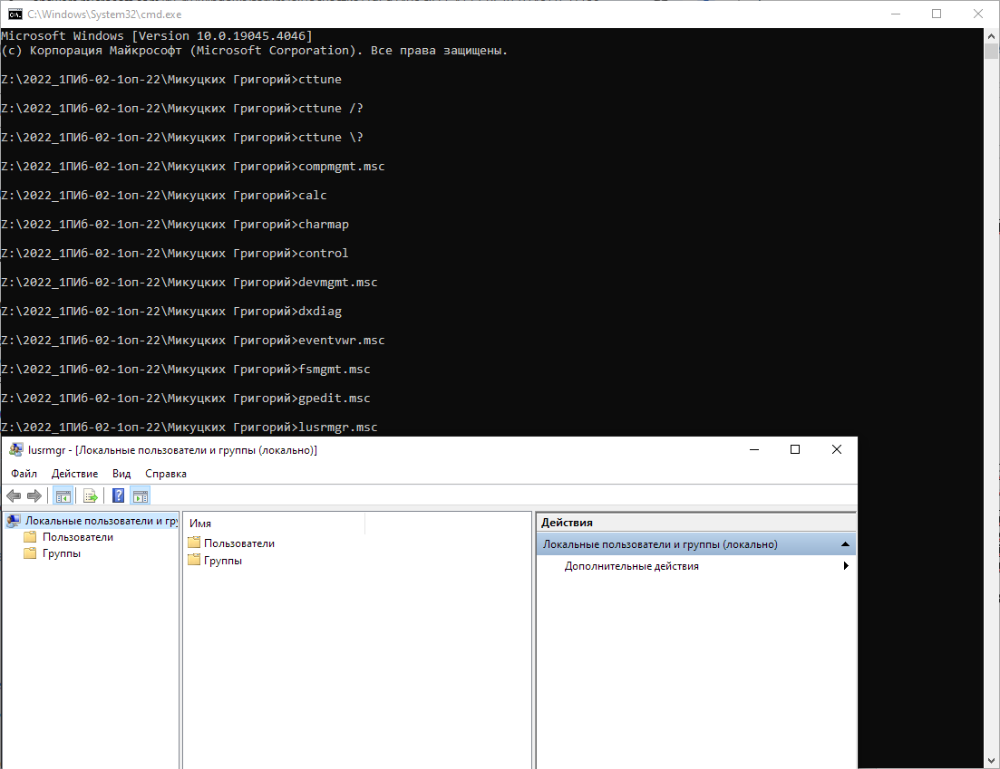 C:\Windows\System32\cmd.exe
Microsoft Windows [Version 10.0.19045.4046]
(c) Корпорация Майкрософт (Microsoft Corporation). Все права защищены.
Z:\2022_1ПИб-02-1оп-22\Микуцких Григорий>cttune
Z:\2022_1ПИб-02-1оп-22\Микуцких Григорий>cttune /?
Z:\2022_1ПИб-02-1оп-22\Микуцких Григорий>cttune \?
Z:\2022_1ПИб-02-1оп-22\Микуцких Григорий>compmgmt.msc
Z:\2022_1ПИб-02-1оп-22\Микуцких Григорий>calc
Z:\2022_1ПИб-02-1оп-22\Микуцких Григорий>charmap
Z:\2022_1ПИб-02-1оп-22\Микуцких Григорий>control
Z:\2022_1ПИб-02-1оп-22\Микуцких Григорий>devmgmt.msc
Z:\2022_1ПИб-02-1оп-22\Микуцких Григорий>dxdiag
Z:\2022_1ПИб-02-1оп-22\Микуцких Григорий>eventvwr.msc
Z:\2022_1ПИб-02-1оп-22\Микуцких Григорий>fsmgmt.msc
Z:\2022_1ПИб-02-1оп-22\Микуцких Григорий>gpedit.msc
Z:\2022_1ПИб-02-1оп-22\Микуцких Григорий>lusrmgr.msc
lusrmgr - [Локальные пользователи и группы (локально)]
Файл Действие Вид Справка
Локальные пользователи и гру
Пользователи
Группы
Имя
Пользователи
Группы
Действия
Локальные пользователи и группы (локально)
Дополнительные действия